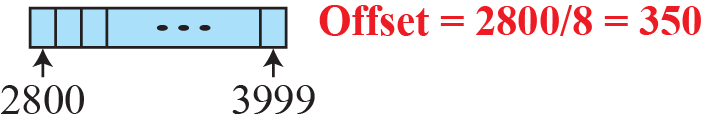 Offset = 2800/8 = 350
2800 3999